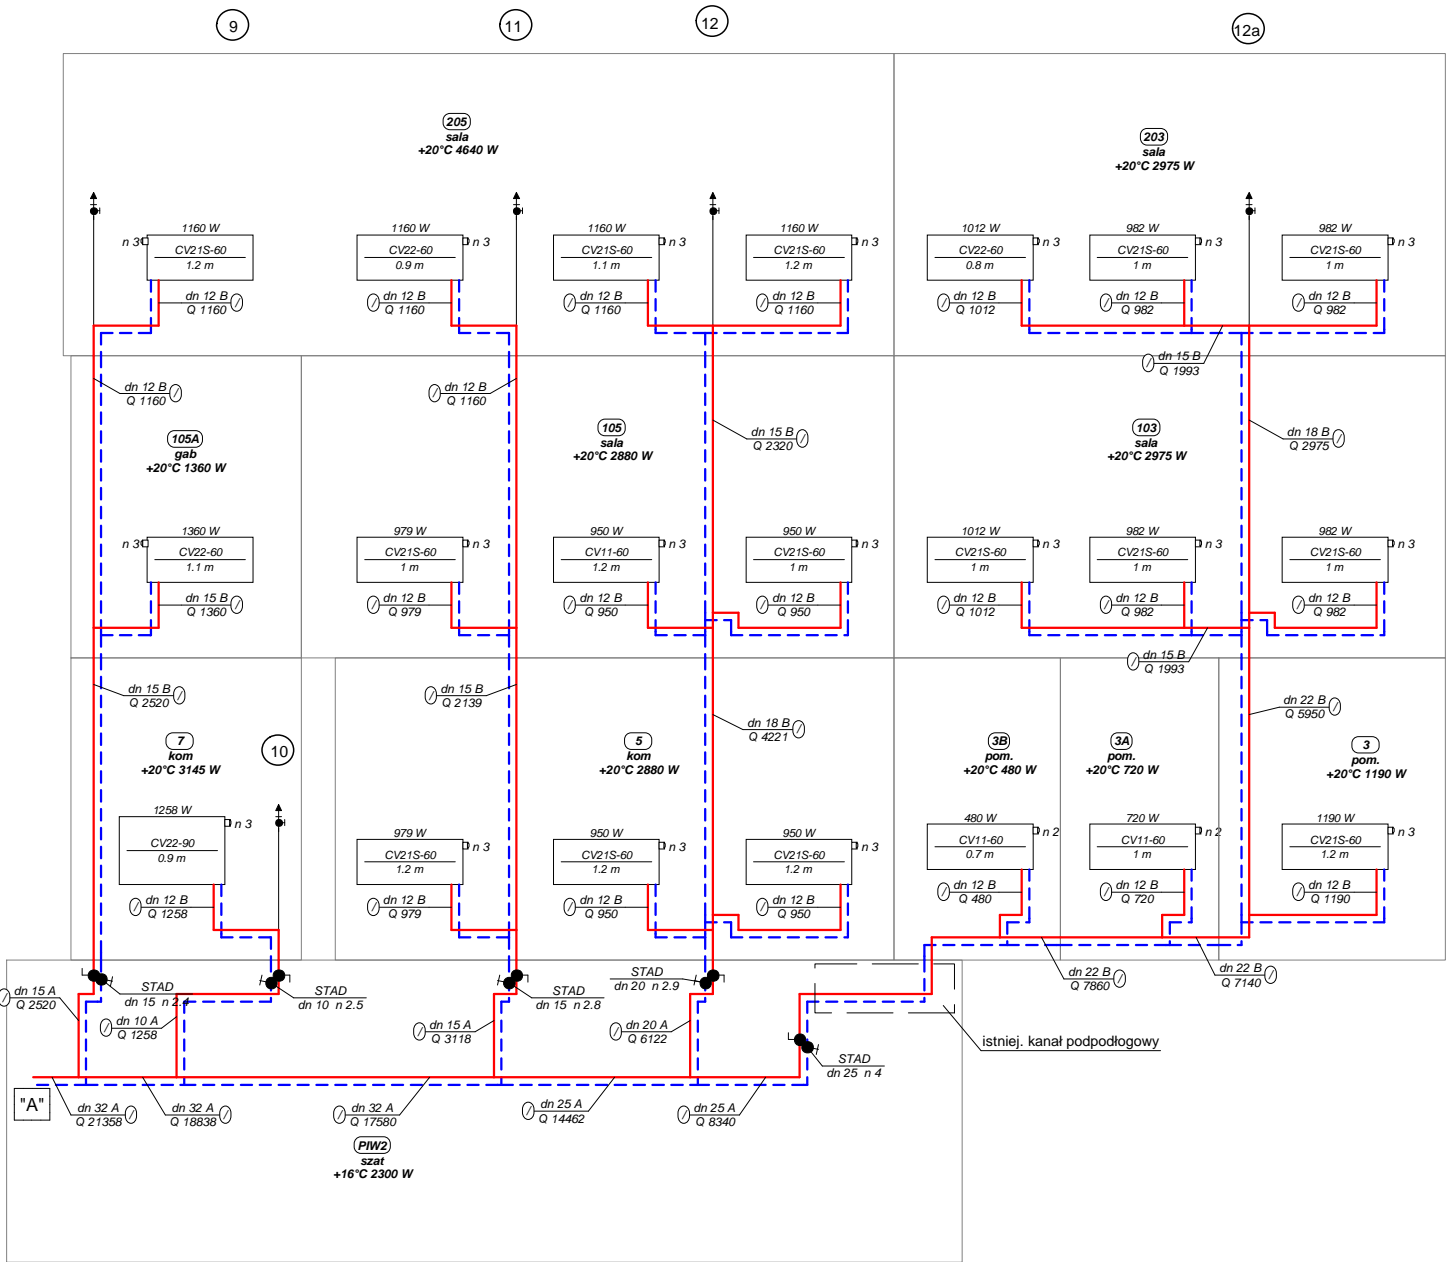 9
11
12
12a
205
sala
+20°C 4640 W
203
sala
+20°C 2975 W
1160 W
CV21S-60
1.2 m
n 3
1160 W
CV22-60
0.9 m
n 3
1160 W
CV21S-60
1.1 m
n 3
1160 W
CV21S-60
1.2 m
n 3
1012 W
CV22-60
0.8 m
n 3
982 W
CV21S-60
1 m
n 3
982 W
CV21S-60
1 m
n 3
dn 12 B
Q 1160
dn 12 B
Q 1160
dn 12 B
Q 1160
dn 12 B
Q 1160
dn 12 B
Q 1012
dn 12 B
Q 982
dn 12 B
Q 982
dn 15 B
Q 1993
dn 12 B
Q 1160
dn 12 B
Q 1160
dn 15 B
Q 2320
dn 18 B
Q 2975
105A
gab
+20°C 1360 W
105
sala
+20°C 2880 W
103
sala
+20°C 2975 W
1360 W
CV22-60
1.1 m
n 3
979 W
CV21S-60
1 m
n 3
950 W
CV11-60
1.2 m
n 3
950 W
CV21S-60
1 m
n 3
1012 W
CV21S-60
1 m
n 3
982 W
CV21S-60
1 m
n 3
982 W
CV21S-60
1 m
n 3
dn 15 B
Q 1360
dn 12 B
Q 979
dn 12 B
Q 950
dn 12 B
Q 950
dn 12 B
Q 1012
dn 12 B
Q 982
dn 12 B
Q 982
dn 15 B
Q 1993
dn 15 B
Q 2520
dn 15 B
Q 2139
dn 18 B
Q 4221
dn 22 B
Q 5950
7
kom
+20°C 3145 W
10
5
kom
+20°C 2880 W
3B
pom.
+20°C 480 W
3A
pom.
+20°C 720 W
3
pom.
+20°C 1190 W
1258 W
CV22-90
0.9 m
n 3
979 W
CV21S-60
1.2 m
n 3
950 W
CV21S-60
1.2 m
n 3
950 W
CV21S-60
1.2 m
n 3
480 W
CV11-60
0.7 m
n 2
720 W
CV11-60
1 m
n 2
1190 W
CV21S-60
1.2 m
n 3
dn 12 B
Q 1258
dn 12 B
Q 979
dn 12 B
Q 950
dn 12 B
Q 950
dn 12 B
Q 480
dn 12 B
Q 720
dn 12 B
Q 1190
dn 22 B
Q 7860
dn 22 B
Q 7140
dn 15 A
Q 2520
STAD
dn 15 n 2.4
dn 10 A
Q 1258
STAD
dn 10 n 2.5
STAD
dn 15 n 2.8
STAD
dn 20 n 2.9
dn 15 A
Q 3118
dn 20 A
Q 6122
istniej. kanał podpodłogowy
STAD
dn 25 n 4
"A"
dn 32 A
Q 21358
dn 32 A
Q 18838
dn 32 A
Q 17580
dn 25 A
Q 14462
dn 25 A
Q 8340
PIW2
szat
+16°C 2300 W